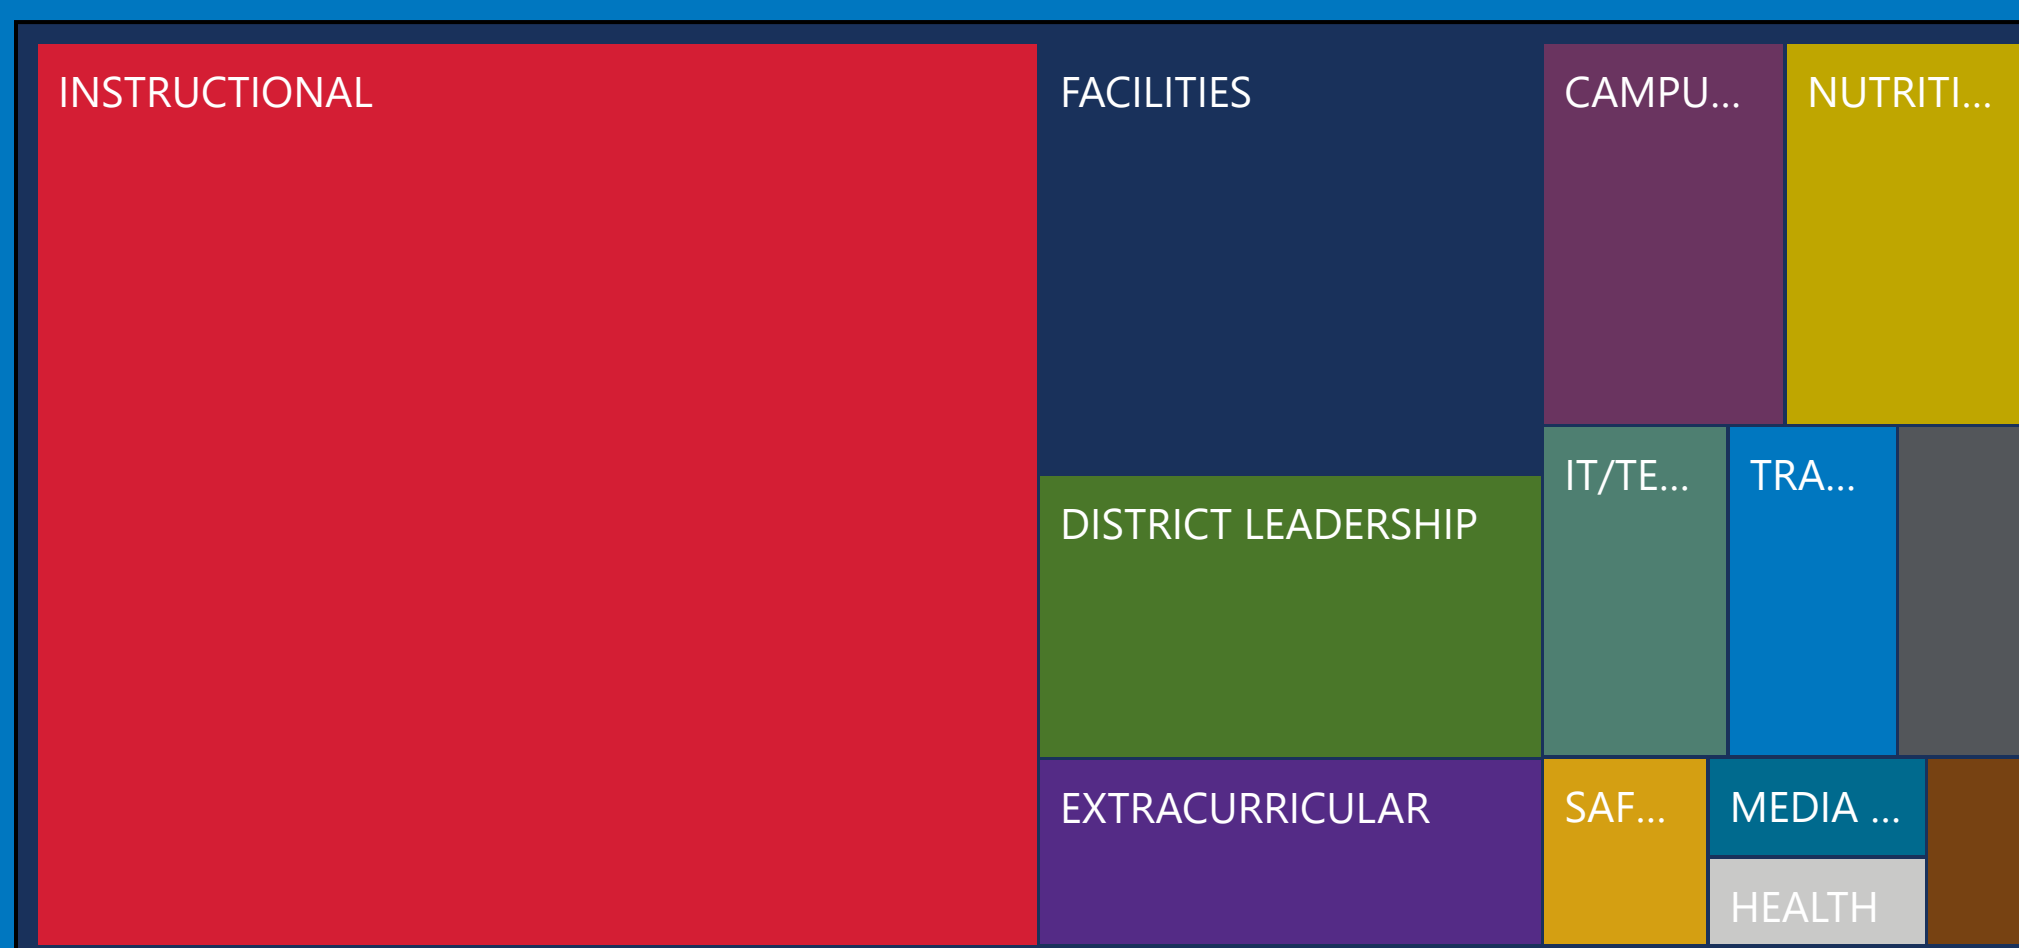 INSTRUCTIONAL
FACILITIES
CAMPU...
NUTRITI...
DISTRICT LEADERSHIP
IT/TE...
TRA...
EXTRACURRICULAR
SAF...
MEDIA ...
HEALTH